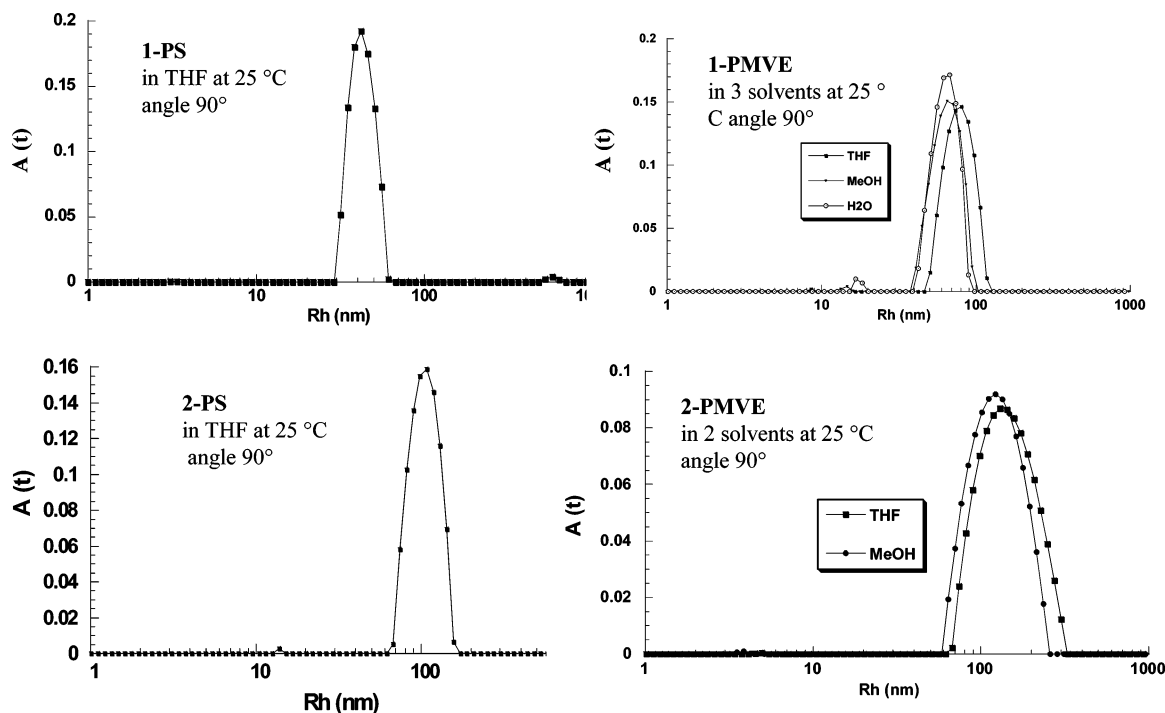 0.2
0.15
0.1
0.05
0
A (t)
1-PS
in THF at 25 °C
angle 90°
1
10
100
10
Rh (nm)
0.2
0.15
0.1
0.05
0
A (t)
1-PMVE
in 3 solvents at 25 °
C angle 90°
THF
MeOH
H2O
1
10
100
1000
Rh (nm)
0.16
0.14
0.12
0.1
0.08
0.06
0.04
0.02
0
A (t)
2-PS
in THF at 25 °C
angle 90°
1
10
100
Rh (nm)
0.1
0.08
0.06
0.04
0.02
0
A (t)
2-PMVE
in 2 solvents at 25 °C
angle 90°
THF
MeOH
1
10
100
1000
Rh (nm)